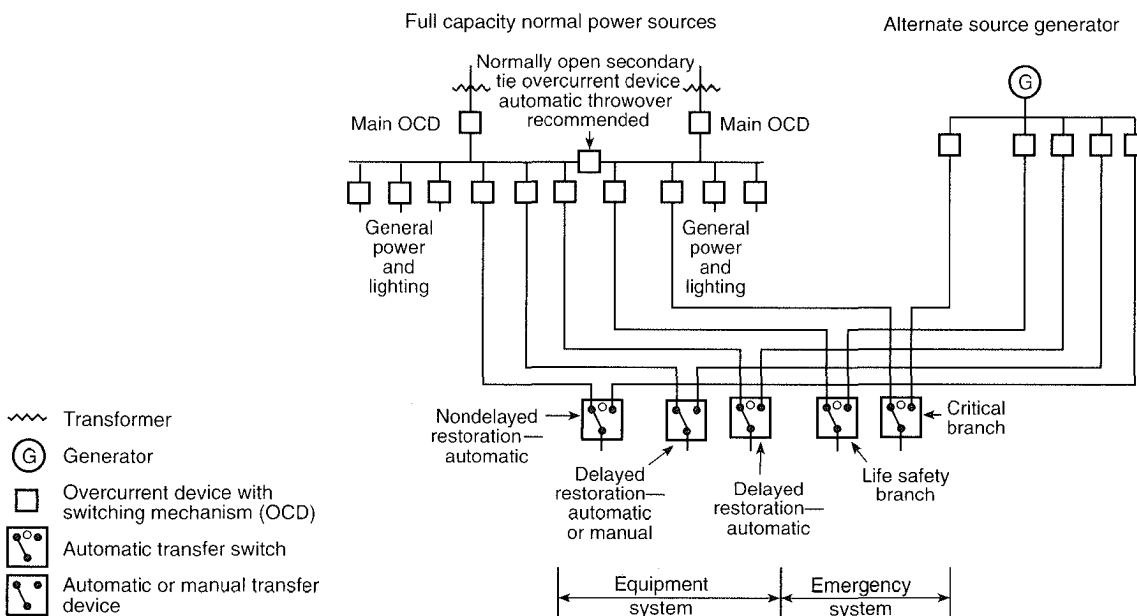 Full capacity normal power sources
Alternate source generator
Normally open secondary
tie overcurrent device
automatic throwover
recommended
G
Main OCD
Main OCD
General
power
and
lighting
General
power
and
lighting
Nondelayed
restoration—
automatic
Delayed
restoration—
automatic
or manual
Delayed
restoration—
automatic
Life safety
branch
Critical
branch
Transformer
G
Generator
Overcurrent device with
switching mechanism (OCD)
Automatic transfer switch
Automatic or manual transfer
device
Equipment
system
Emergency
system